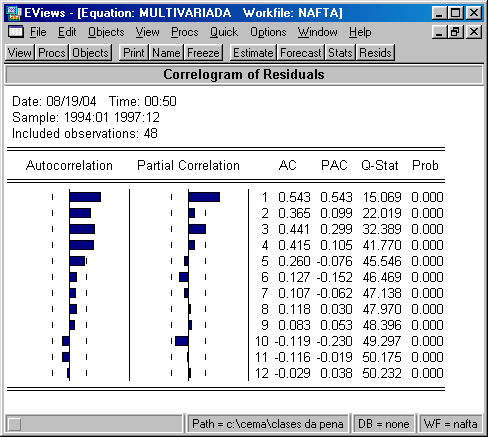 EViews - [Equation: MULTIVARIADA Workfile: NAFTA]
File Edit Objects View Procs Quick Options Window Help
View Procs Objects Print Name Freeze Estimate Forecast Stats Resids
Correlogram of Residuals
Date: 08/19/04 Time: 00:50
Sample: 1994:01 1997:12
Included observations: 48
Autocorrelation Partial Correlation AC PAC Q-Stat Prob
1 0.543 0.543 15.069 0.000
2 0.365 0.099 22.019 0.000
3 0.441 0.299 32.389 0.000
4 0.415 0.105 41.770 0.000
5 0.260 -0.076 45.546 0.000
6 0.127 -0.152 46.469 0.000
7 0.107 -0.062 47.138 0.000
8 0.118 0.030 47.970 0.000
9 0.083 0.053 48.396 0.000
10 -0.119 -0.230 49.297 0.000
11 -0.116 -0.019 50.175 0.000
12 -0.029 0.038 50.232 0.000
Path = c:\cema\clases da pena DB = none WF = nafta